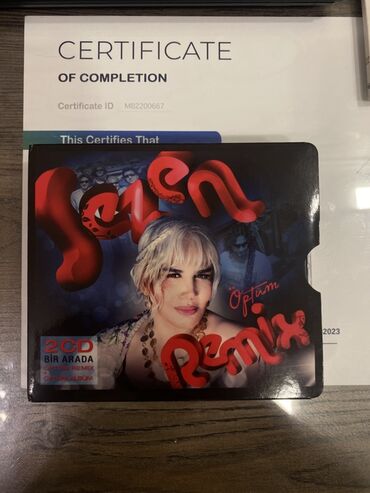 CERTIFICATE
OF COMPLETION
Certificate ID MB2200667
This Certifies That
Sezen
Öptüm
Remix
2CD
BİR ARADA
2023